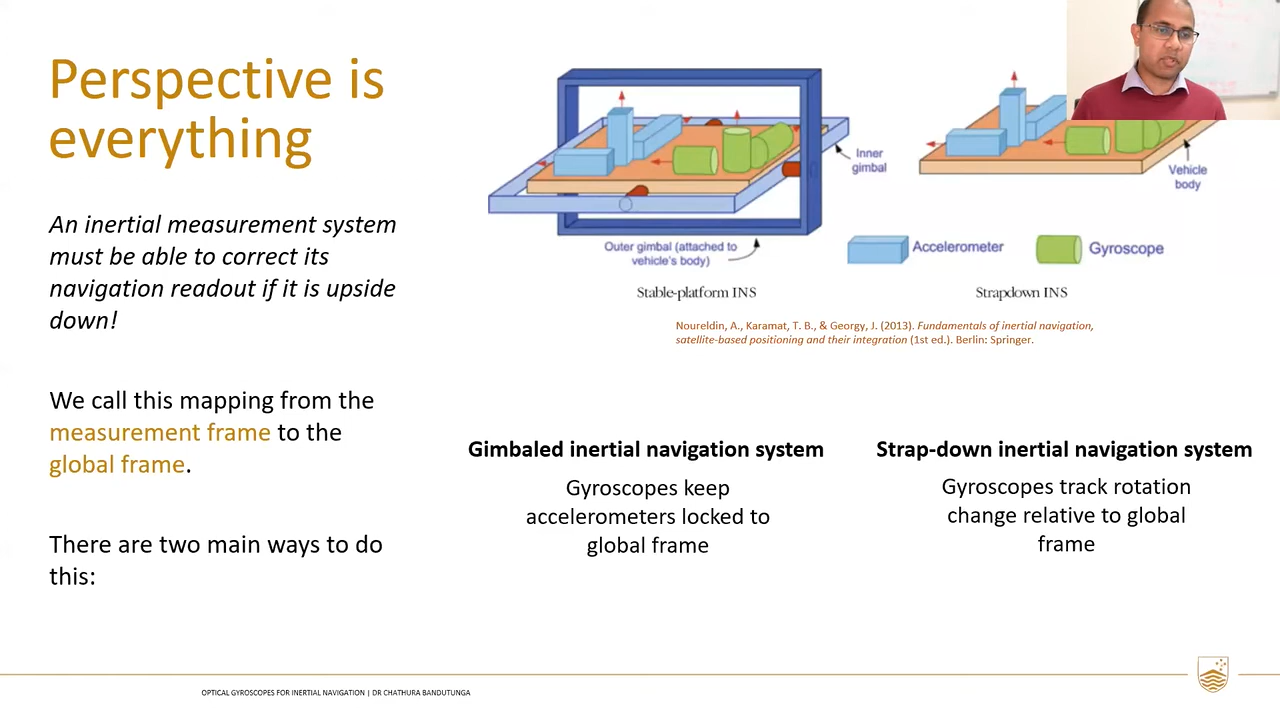 Perspective is
everything
An inertial measurement system
must be able to correct its
navigation readout if it is upside
down!
We call this mapping from the
measurement frame to the
global frame.
There are two main ways to do
this:
Inner
gimbal
Outer gimbal (attached to
vehicle's body)
Vehicle
body
Accelerometer
Gyroscope
Stable-platform INS
Strapdown INS
Noureldin, A., Karamat, T. B., & Georgy, J. (2013). Fundamentals of inertial navigation,
satellite-based positioning and their integration (1st ed.). Berlin: Springer.
Gimbaled inertial navigation system
Gyroscopes keep
accelerometers locked to
global frame
Strap-down inertial navigation system
Gyroscopes track rotation
change relative to global
frame
OPTICAL GYROSCOPES FOR INERTIAL NAVIGATION | DR CHATHURA BANDUTUNGA